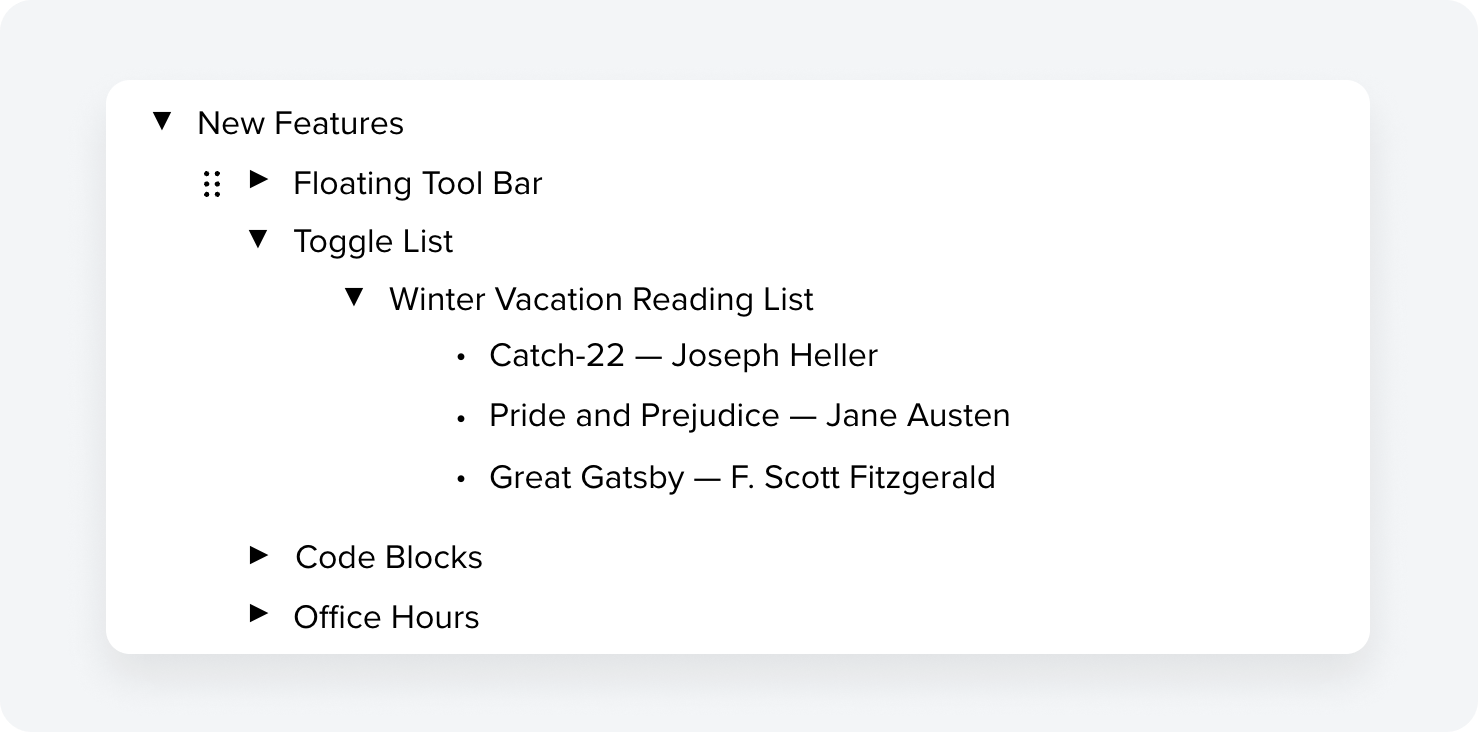 New Features
Floating Tool Bar
Toggle List
Winter Vacation Reading List
• Catch-22 — Joseph Heller
• Pride and Prejudice — Jane Austen
• Great Gatsby — F. Scott Fitzgerald
Code Blocks
Office Hours